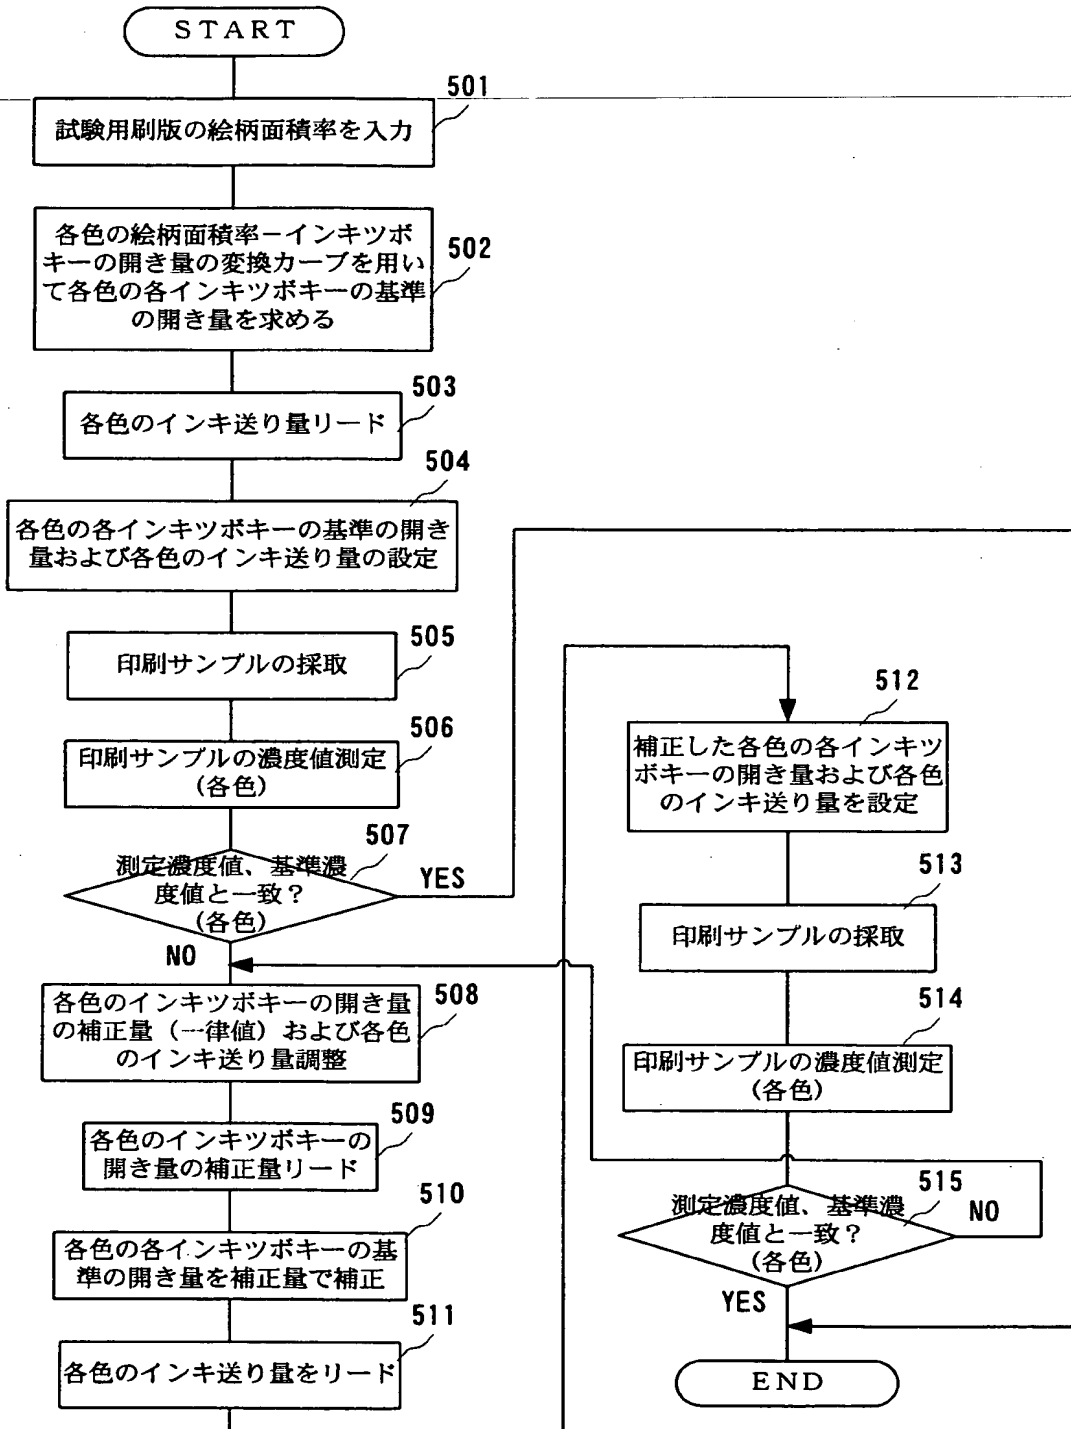 START
501
試験用刷版の絵柄面積率を入力
502
各色の絵柄面積率－インキツボ
キーの開き量の変換カーブを用い
て各色の各インキツボキーの基準
の開き量を求める
503
各色のインキ送り量リード
504
各色の各インキツボキーの基準の開き
量および各色のインキ送り量の設定
505
印刷サンプルの採取
506
印刷サンプルの濃度値測定
(各色)
507
測定濃度値、基準濃
度値と一致？
(各色)
YES
NO
508
各色のインキツボキーの開き量
の補正量（一律値）および各色
のインキ送り量調整
509
各色のインキツボキーの
開き量の補正量リード
510
各色の各インキツボキーの基
準の開き量を補正量で補正
511
各色のインキ送り量をリード
512
補正した各色の各インキツ
ボキーの開き量および各色
のインキ送り量を設定
513
印刷サンプルの採取
514
印刷サンプルの濃度値測定
(各色)
515
測定濃度値、基準濃
度値と一致？
(各色)
NO
YES
END